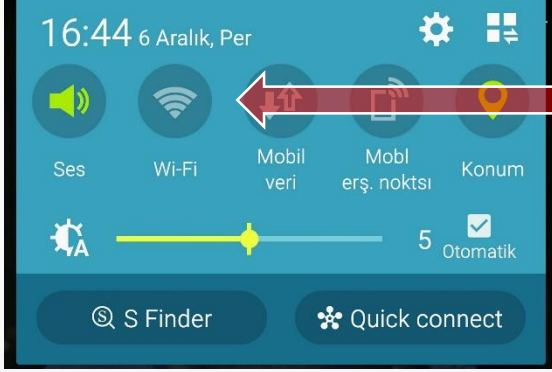 16:44 6 Aralık, Per
Ses
Wi-Fi
Mobil
veri
Mobl
erş. noktsı
Konum
A
5
Otomatik
S Finder
Quick connect